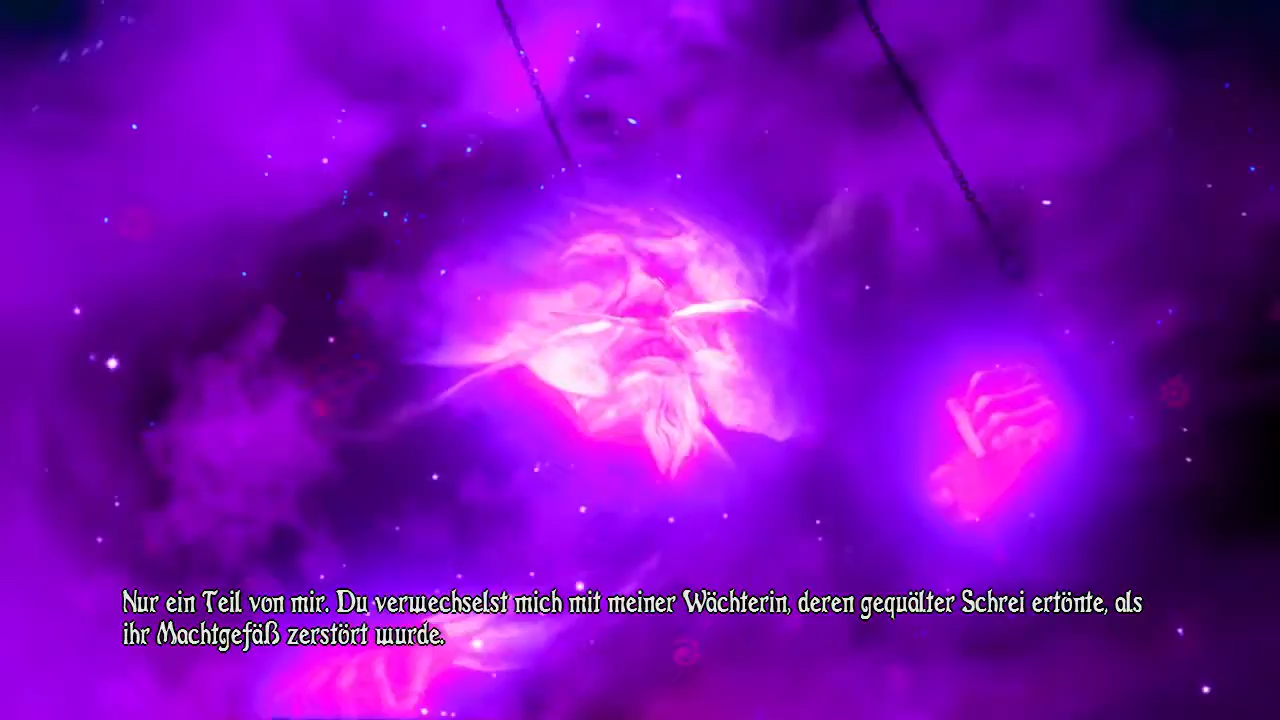 Nur ein Teil von mir. Du verwechselst mich mit meiner Wächterin, deren gequälter Schrei ertönte, als
ihr Machtgefäß zerstört wurde.